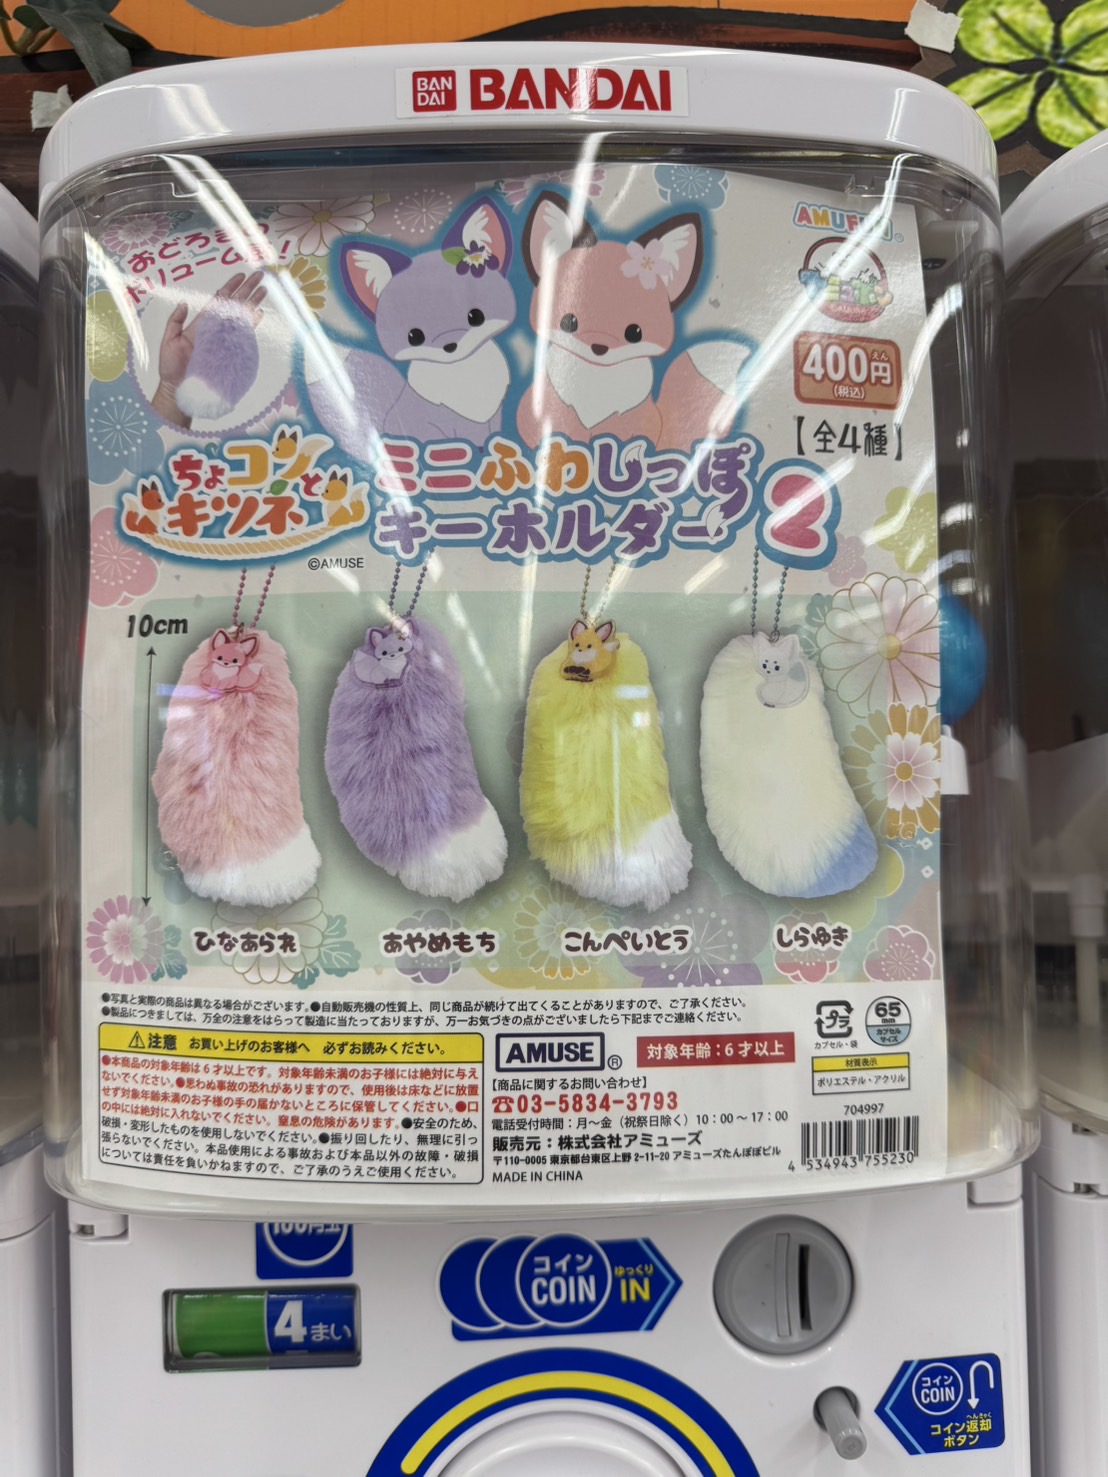 BAN
DAI
BANDAI
おどろきの
ボリューム感！
AMUFUN
400円
えん
(税込)
【全4種】
ちょコンと
キツネ
ミニふわしっぽ
キーホルダー2
©AMUSE
10cm
ひなあられ
あやめもち
こんぺいとう
しらゆき
●写真と実際の商品は異なる場合がございます。●自動販売機の性質上、同じ商品が続けて出てくることがありますので、ご了承ください。
●製品につきましては、万全の注意をはらって製造に当たっておりますが、万一お気づきの点がございましたら下記までご連絡ください。
⚠注意 お買い上げのお客様へ 必ずお読みください。
●本商品の対象年齢は６才以上です。対象年齢未満のお子様には絶対に与え
ないでください。●思わぬ事故の恐れがありますので、使用後は床などに放置
せず対象年齢未満のお子様の手の届かないところに保管してください。●口
の中には絶対に入れないでください。窒息の危険があります。●安全のため、
破損・変形したものを使用しないでください。●振り回したり、無理に引っ
張らないでください。本品使用による事故および本品以外の故障・破損
については責任を負いかねますので、ご了承のうえご使用ください。
AMUSE®
対象年齢：6才以上
【商品に関するお問い合わせ】
☎03-5834-3793
電話受付時間：月〜金（祝祭日除く）10：00〜17：00
販売元：株式会社アミューズ
〒110-0005 東京都台東区上野 2-11-20 アミューズたんぽぽビル
MADE IN CHINA
プラ
カプセル・袋
65
mm
カプセル
サイズ
材質表示
ポリエステル・アクリル
704997
4 534943 755230
100円玉
4まい
コイン
COIN
ゆっくり
IN
コイン
COIN
へんきゃく
コイン返却
ボタン